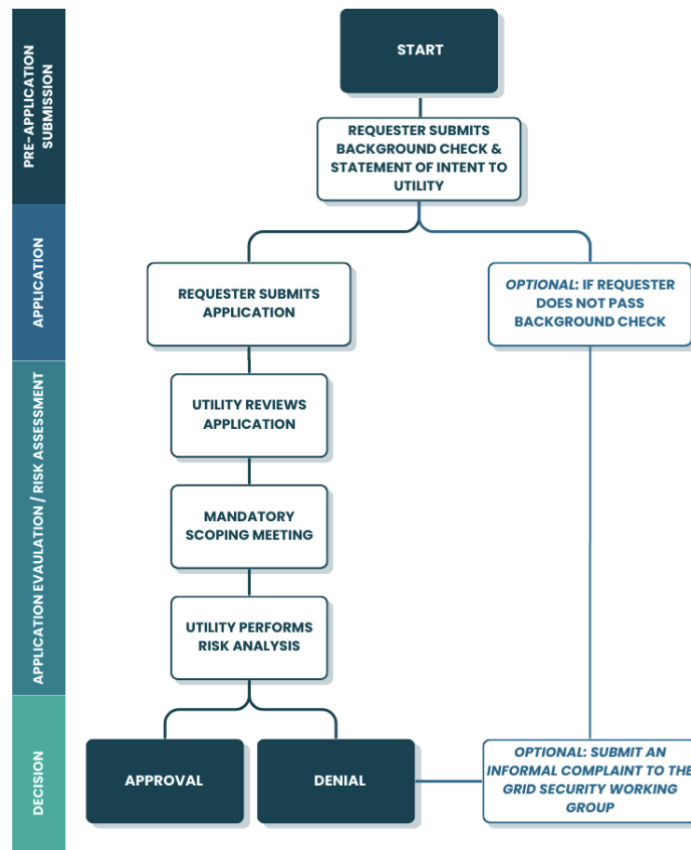 PRE-APPLICATION
SUBMISSION
START
REQUESTER SUBMITS
BACKGROUND CHECK &
STATEMENT OF INTENT TO
UTILITY
APPLICATION
REQUESTER SUBMITS
APPLICATION
OPTIONAL: IF REQUESTER
DOES NOT PASS
BACKGROUND CHECK
APPLICATION EVAULATION / RISK ASSESSMENT
UTILITY REVIEWS
APPLICATION
MANDATORY
SCOPING MEETING
UTILITY PERFORMS
RISK ANALYSIS
DECISION
APPROVAL
DENIAL
OPTIONAL: SUBMIT AN
INFORMAL COMPLAINT TO THE
GRID SECURITY WORKING
GROUP